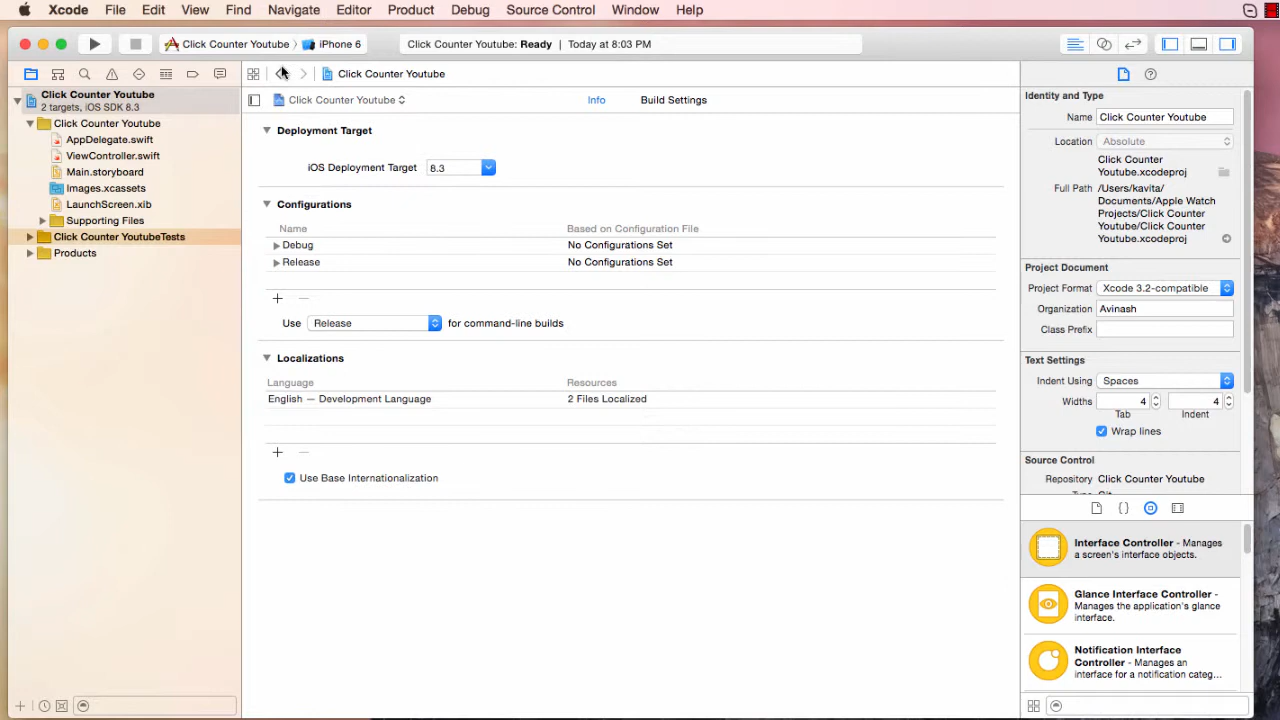 Xcode File Edit View Find Navigate Editor Product Debug Source Control Window Help
Click Counter Youtube iPhone 6 Click Counter Youtube: Ready Today at 8:03 PM
Click Counter Youtube
2 targets, iOS SDK 8.3
Click Counter Youtube
AppDelegate.swift
ViewController.swift
Main.storyboard
Images.xcassets
LaunchScreen.xib
Supporting Files
Click Counter YoutubeTests
Products
Click Counter Youtube
Click Counter Youtube Info Build Settings
Deployment Target
iOS Deployment Target 8.3
Configurations
Name Based on Configuration File
Debug No Configurations Set
Release No Configurations Set
Use Release for command-line builds
Localizations
Language Resources
English — Development Language 2 Files Localized
Use Base Internationalization
Identity and Type
Name Click Counter Youtube
Location Absolute
Click Counter
Youtube.xcodeproj
Full Path /Users/kavita/
Documents/Apple Watch
Projects/Click Counter
Youtube/Click Counter
Youtube.xcodeproj
Project Document
Project Format Xcode 3.2-compatible
Organization Avinash
Class Prefix
Text Settings
Indent Using Spaces
Widths 4 4
Tab Indent
Wrap lines
Source Control
Repository Click Counter Youtube
Type Git
Interface Controller - Manages
a screen's interface objects.
Glance Interface Controller -
Manages the application's glance
interface.
Notification Interface
Controller - Manages an
interface for a notification categ...